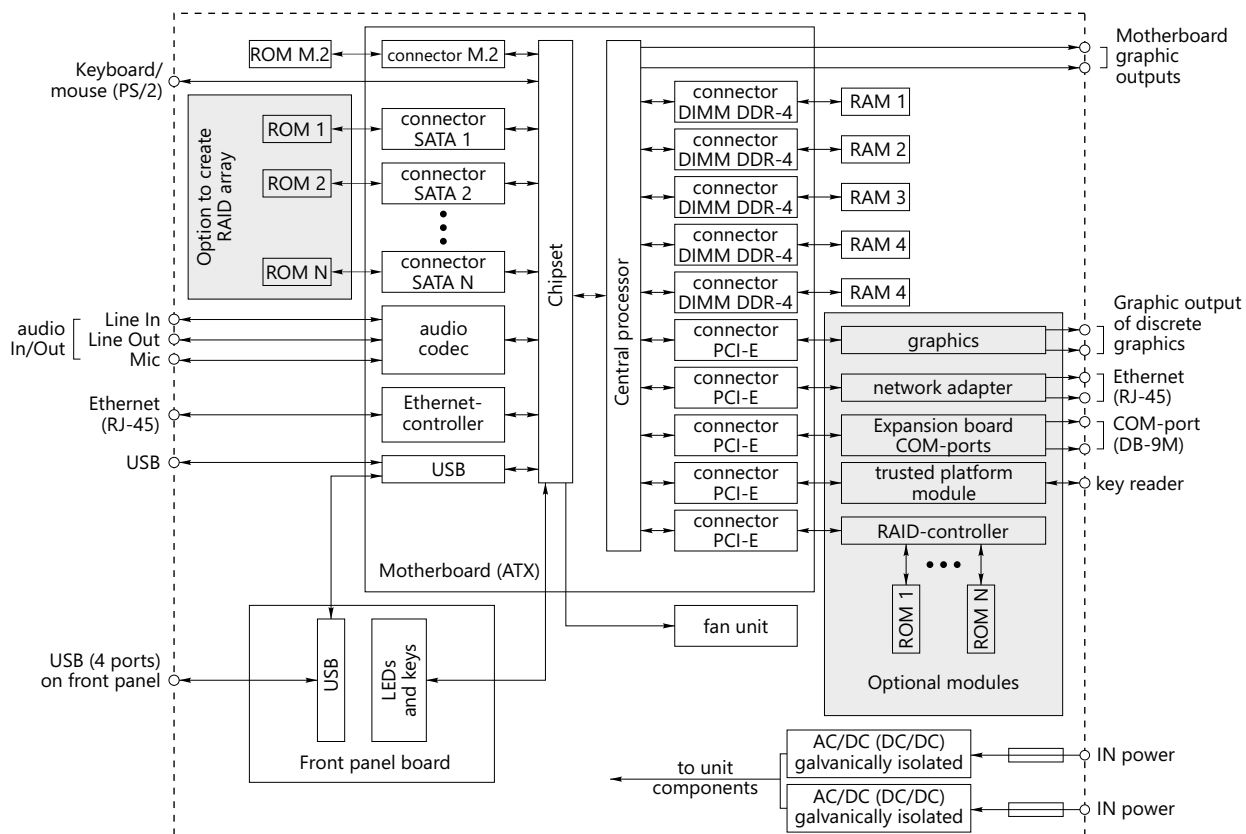 ROM M.2
connector M.2
Keyboard/
mouse (PS/2)
Option to create
RAID array
ROM 1
connector
SATA 1
ROM 2
connector
SATA 2
ROM N
connector
SATA N
audio
In/Out
Line In
Line Out
Mic
audio
codec
Ethernet
(RJ-45)
Ethernet-
controller
USB
USB
Chipset
Central processor
Motherboard (ATX)
connector
DIMM DDR-4
RAM 1
connector
DIMM DDR-4
RAM 2
connector
DIMM DDR-4
RAM 3
connector
DIMM DDR-4
RAM 4
connector
DIMM DDR-4
RAM 4
connector
PCI-E
graphics
connector
PCI-E
network adapter
connector
PCI-E
Expansion board
COM-ports
connector
PCI-E
trusted platform
module
connector
PCI-E
RAID-controller
ROM 1
ROM N
Optional modules
Motherboard
graphic
outputs
Graphic output
of discrete
graphics
Ethernet
(RJ-45)
COM-port
(DB-9M)
key reader
fan unit
USB (4 ports)
on front panel
USB
LEDs
and keys
Front panel board
to unit
components
AC/DC (DC/DC)
galvanically isolated
IN power
AC/DC (DC/DC)
galvanically isolated
IN power